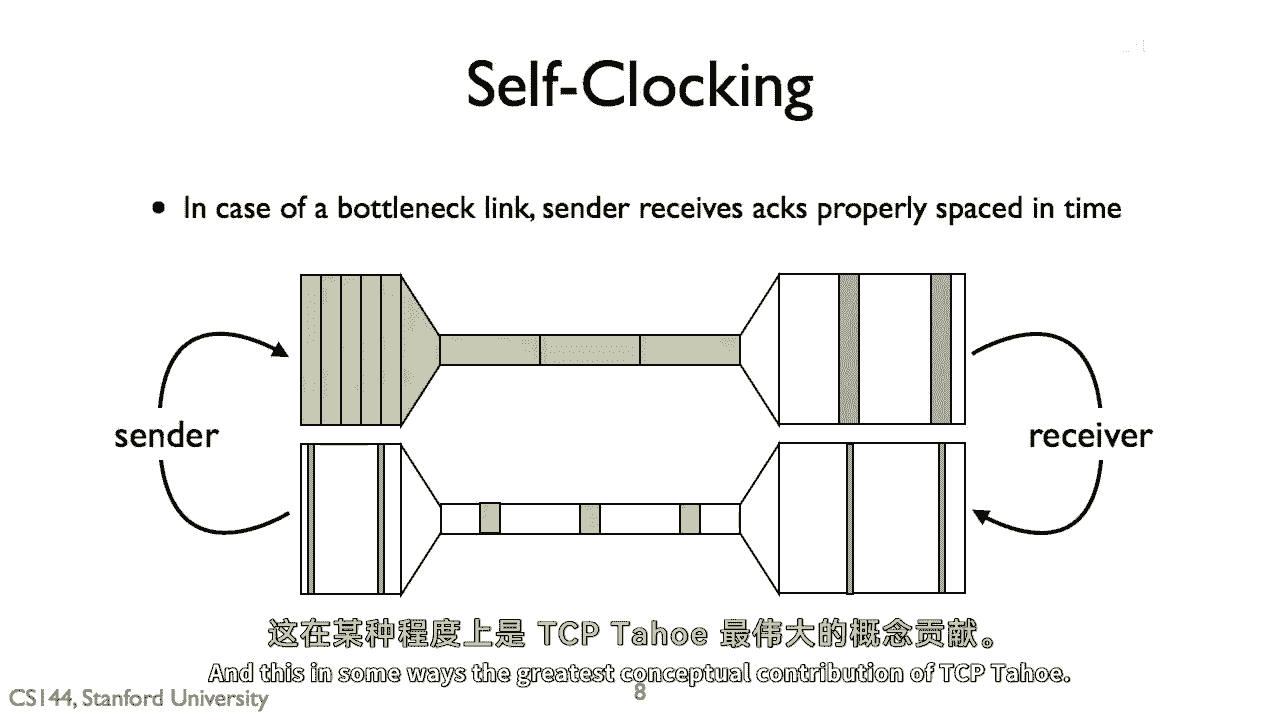 Self-Clocking
• In case of a bottleneck link, sender receives acks properly spaced in time
sender
receiver
这在某种程度上是 TCP Tahoe 最伟大的概念贡献。
And this in some ways the greatest conceptual contribution of TCP Tahoe.
CS144, Stanford University
8